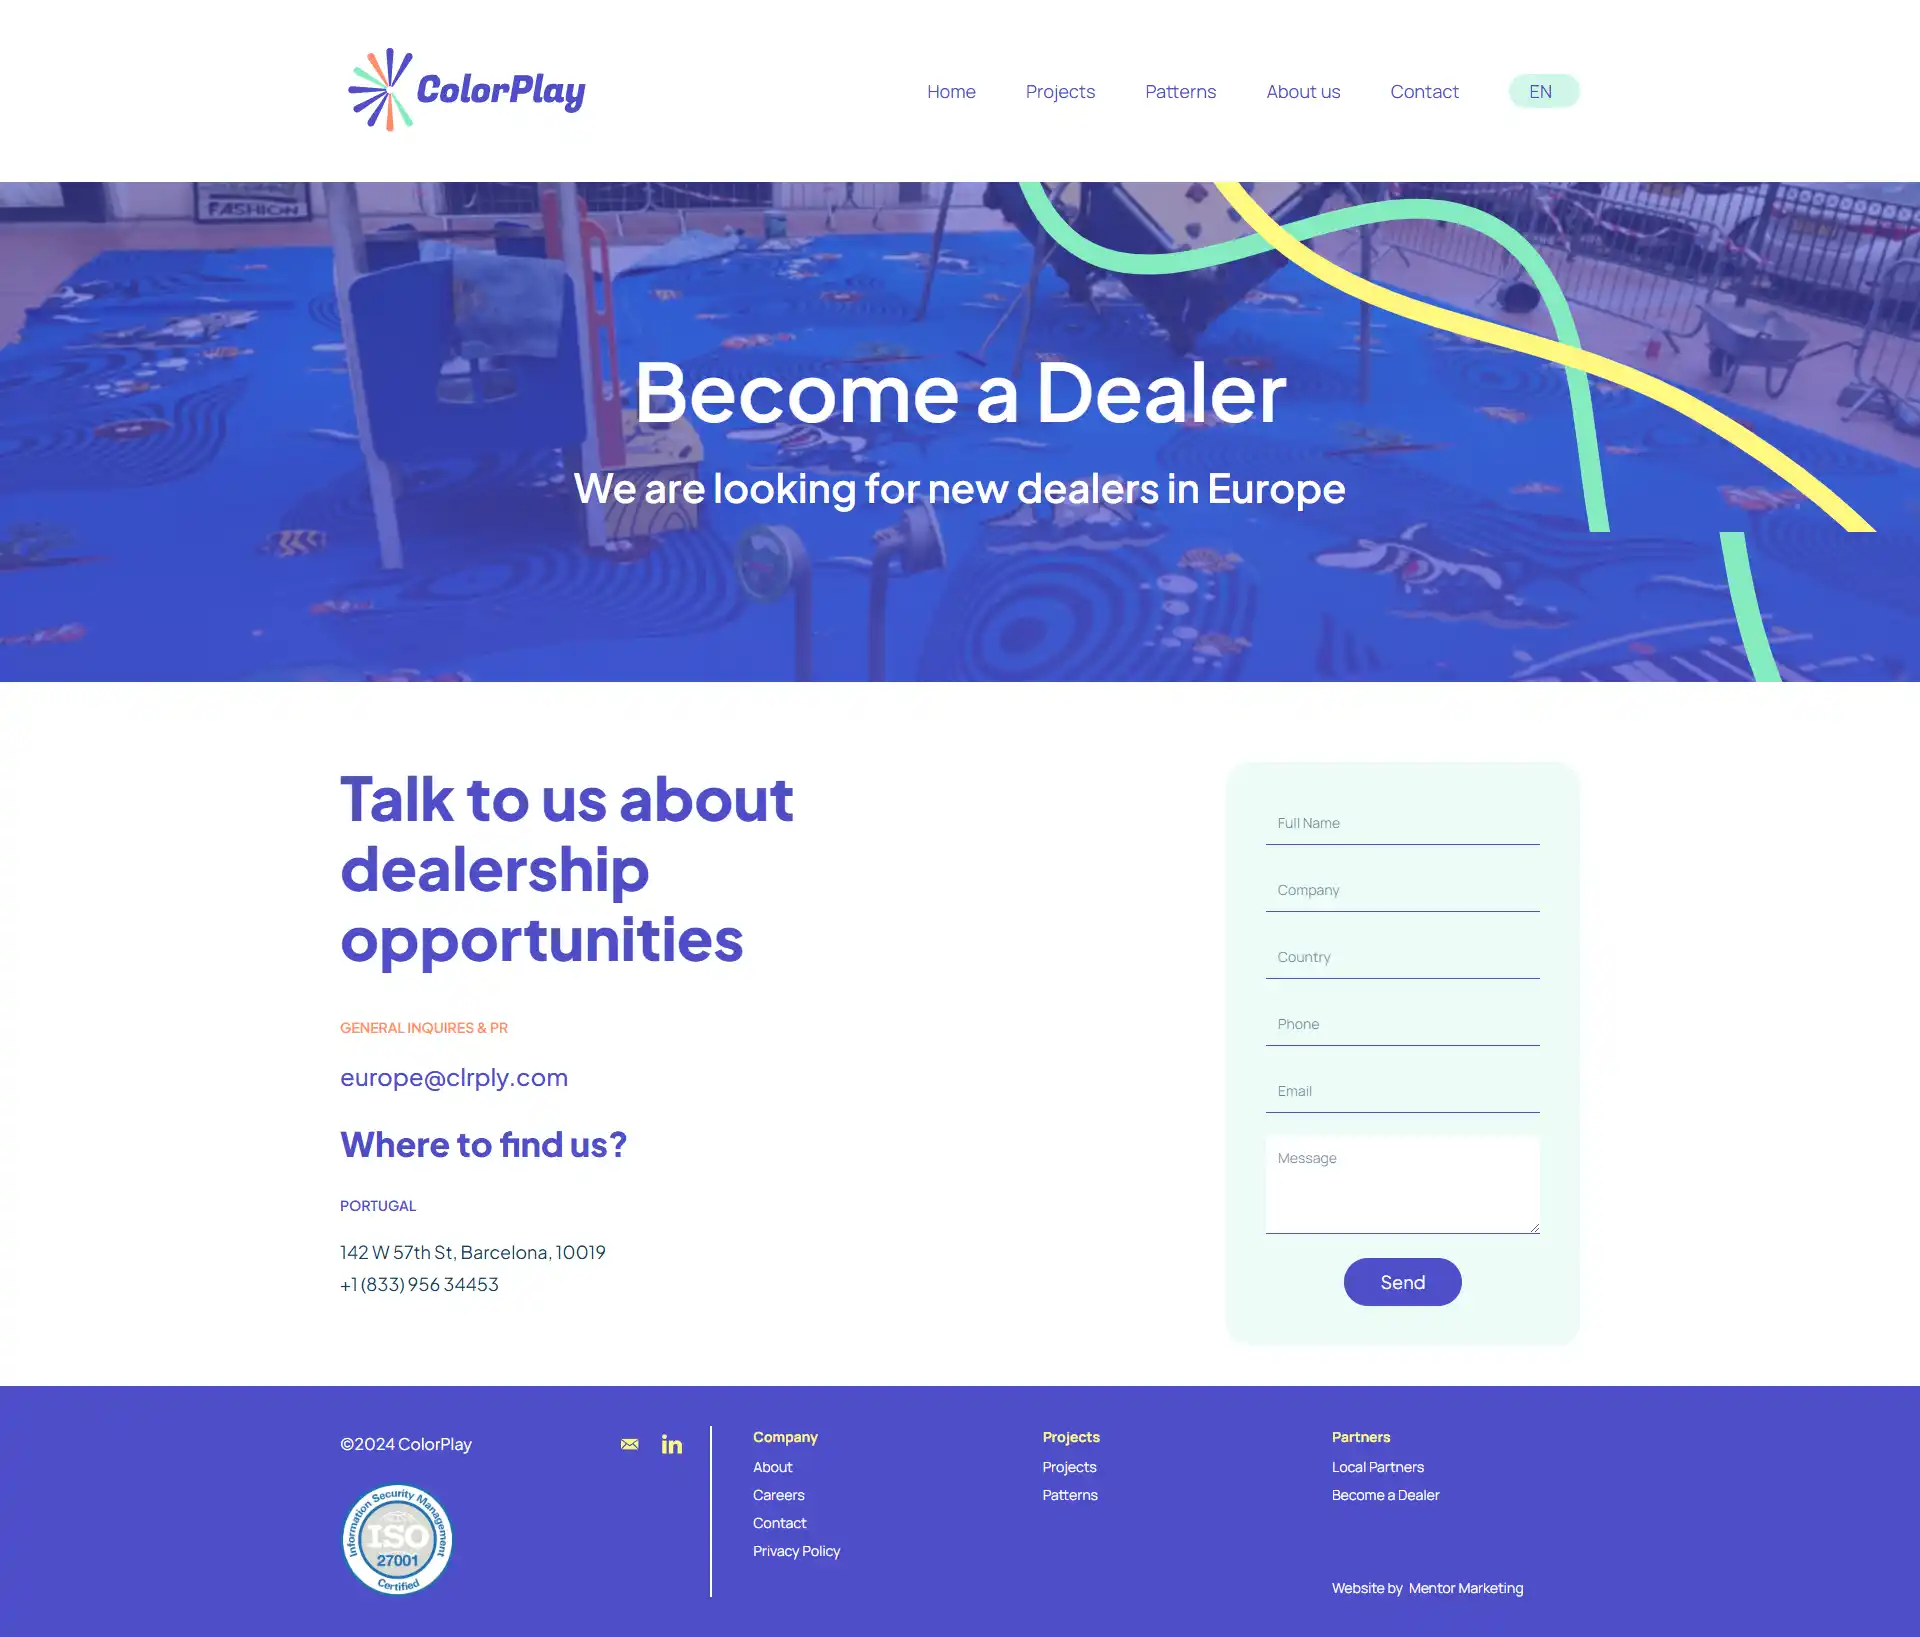 ColorPlay
Home
Projects
Patterns
About us
Contact
EN
FASHION
Become a Dealer
We are looking for new dealers in Europe
Talk to us about
dealership
opportunities
GENERAL INQUIRES & PR
europe@clrply.com
Where to find us?
PORTUGAL
142 W 57th St, Barcelona, 10019
+1 (833) 956 34453
Full Name
Company
Country
Phone
Email
Message
Send
©2024 ColorPlay
in
Information Security Management
ISO
27001
Certified
Company
About
Careers
Contact
Privacy Policy
Projects
Projects
Patterns
Partners
Local Partners
Become a Dealer
Website by Mentor Marketing